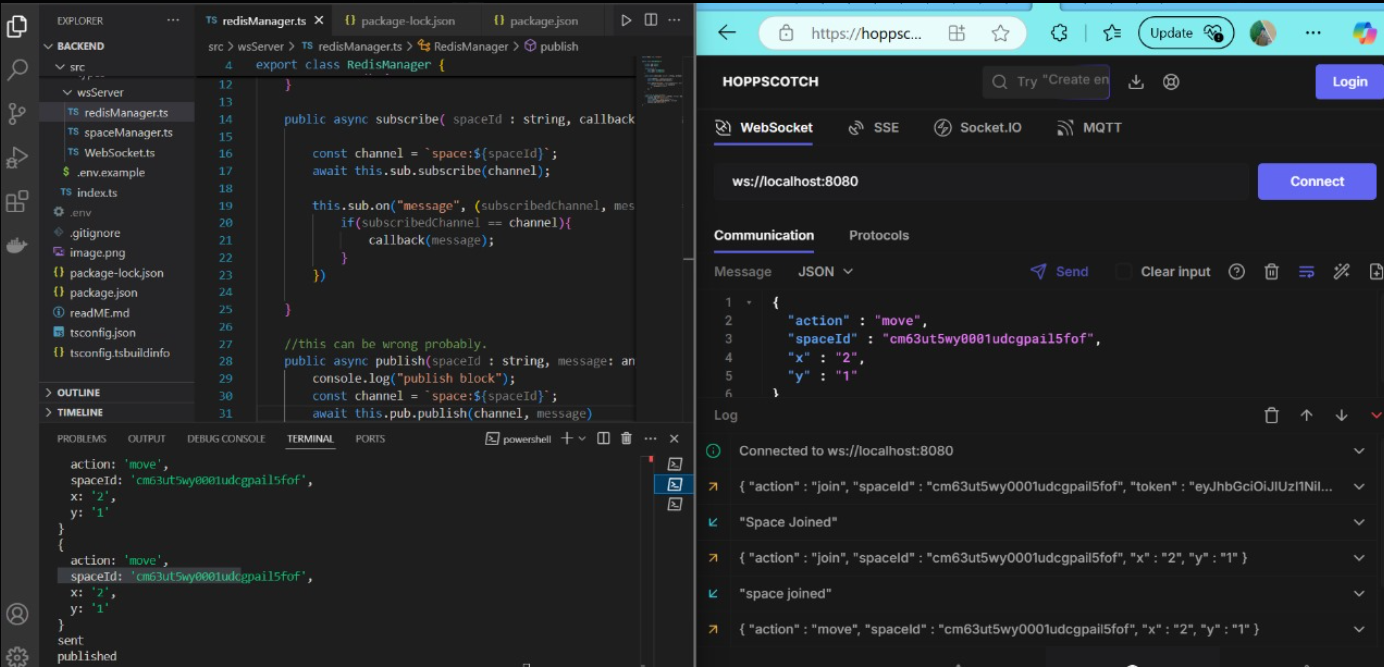 EXPLORER
BACKEND
src
wsServer
TS redisManager.ts
TS spaceManager.ts
TS WebSocket.ts
$ .env.example
TS index.ts
.env
.gitignore
image.png
{} package-lock.json
{} package.json
readME.md
tsconfig.json
{} tsconfig.tsbuildinfo
OUTLINE
TIMELINE
TS redisManager.ts
{} package-lock.json
{} package.json
src > wsServer > TS redisManager.ts > RedisManager > publish
4 export class RedisManager {
12 }
13
14 public async subscribe( spaceId : string, callback
15
16 const channel = `space:${spaceId}`;
17 await this.sub.subscribe(channel);
18
19 this.sub.on("message", (subscribedChannel, mes
20 if(subscribedChannel == channel){
21 callback(message);
22 }
23 })
24
25 }
26
27 //this can be wrong probably.
28 public async publish(spaceId : string, message: an
29 console.log("publish block");
30 const channel = `space:${spaceId}`;
31 await this.pub.publish(channel, message)
PROBLEMS OUTPUT DEBUG CONSOLE TERMINAL PORTS
powershell
action: 'move',
spaceId: 'cm63ut5wy0001udcgpail5fof',
x: '2',
y: '1'
}
{
action: 'move',
spaceId: 'cm63ut5wy0001udcgpail5fof',
x: '2',
y: '1'
}
sent
published
https://hoppsc...
Update
HOPPSCOTCH
Try "Create en
Login
WebSocket SSE Socket.IO MQTT
ws://localhost:8080
Connect
Communication Protocols
Message JSON
Send
Clear input
1 {
2 "action" : "move",
3 "spaceId" : "cm63ut5wy0001udcgpail5fof",
4 "x" : "2",
5 "y" : "1"
6 }
Log
Connected to ws://localhost:8080
{ "action" : "join", "spaceId" : "cm63ut5wy0001udcgpail5fof", "token" : "eyJhbGciOiJIUzI1NiI...
"Space Joined"
{ "action" : "join", "spaceId" : "cm63ut5wy0001udcgpail5fof", "x" : "2", "y" : "1" }
"space joined"
{ "action" : "move", "spaceId" : "cm63ut5wy0001udcgpail5fof", "x" : "2", "y" : "1" }